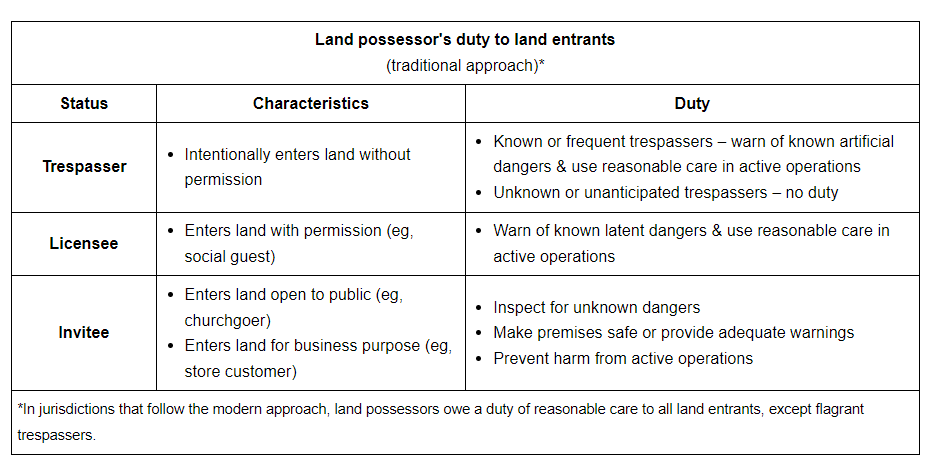 Land possessor's duty to land entrants
(traditional approach)*
Status
Characteristics
Duty
Trespasser
• Intentionally enters land without
permission
• Known or frequent trespassers – warn of known artificial
dangers & use reasonable care in active operations
• Unknown or unanticipated trespassers – no duty
Licensee
• Enters land with permission (eg,
social guest)
• Warn of known latent dangers & use reasonable care in
active operations
Invitee
• Enters land open to public (eg,
churchgoer)
• Enters land for business purpose (eg,
store customer)
• Inspect for unknown dangers
• Make premises safe or provide adequate warnings
• Prevent harm from active operations
*In jurisdictions that follow the modern approach, land possessors owe a duty of reasonable care to all land entrants, except flagrant
trespassers.